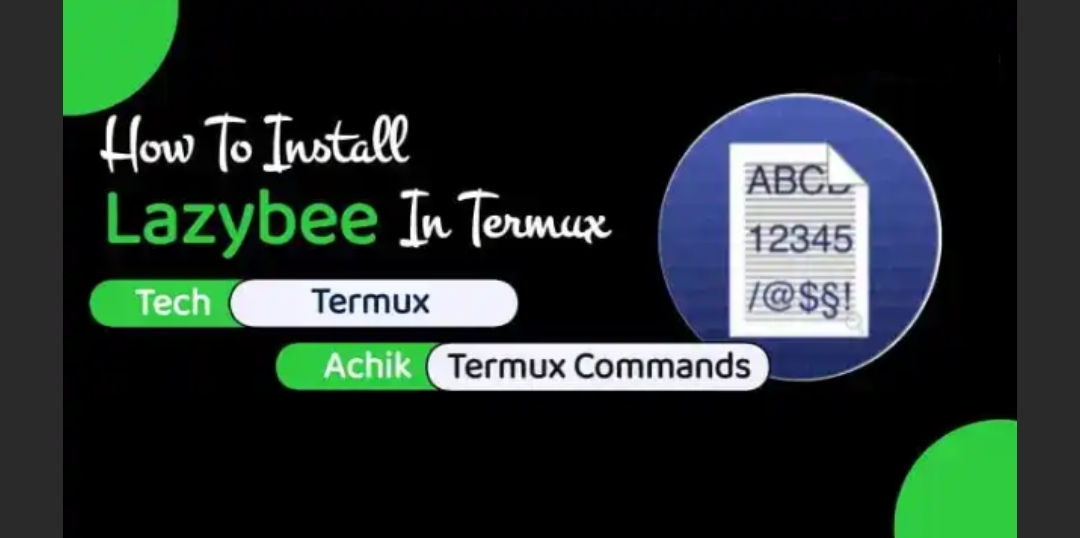 How To Install
Lazybee In Termux
Tech Termux
Achik Termux Commands
ABCD
12345
/@$§!